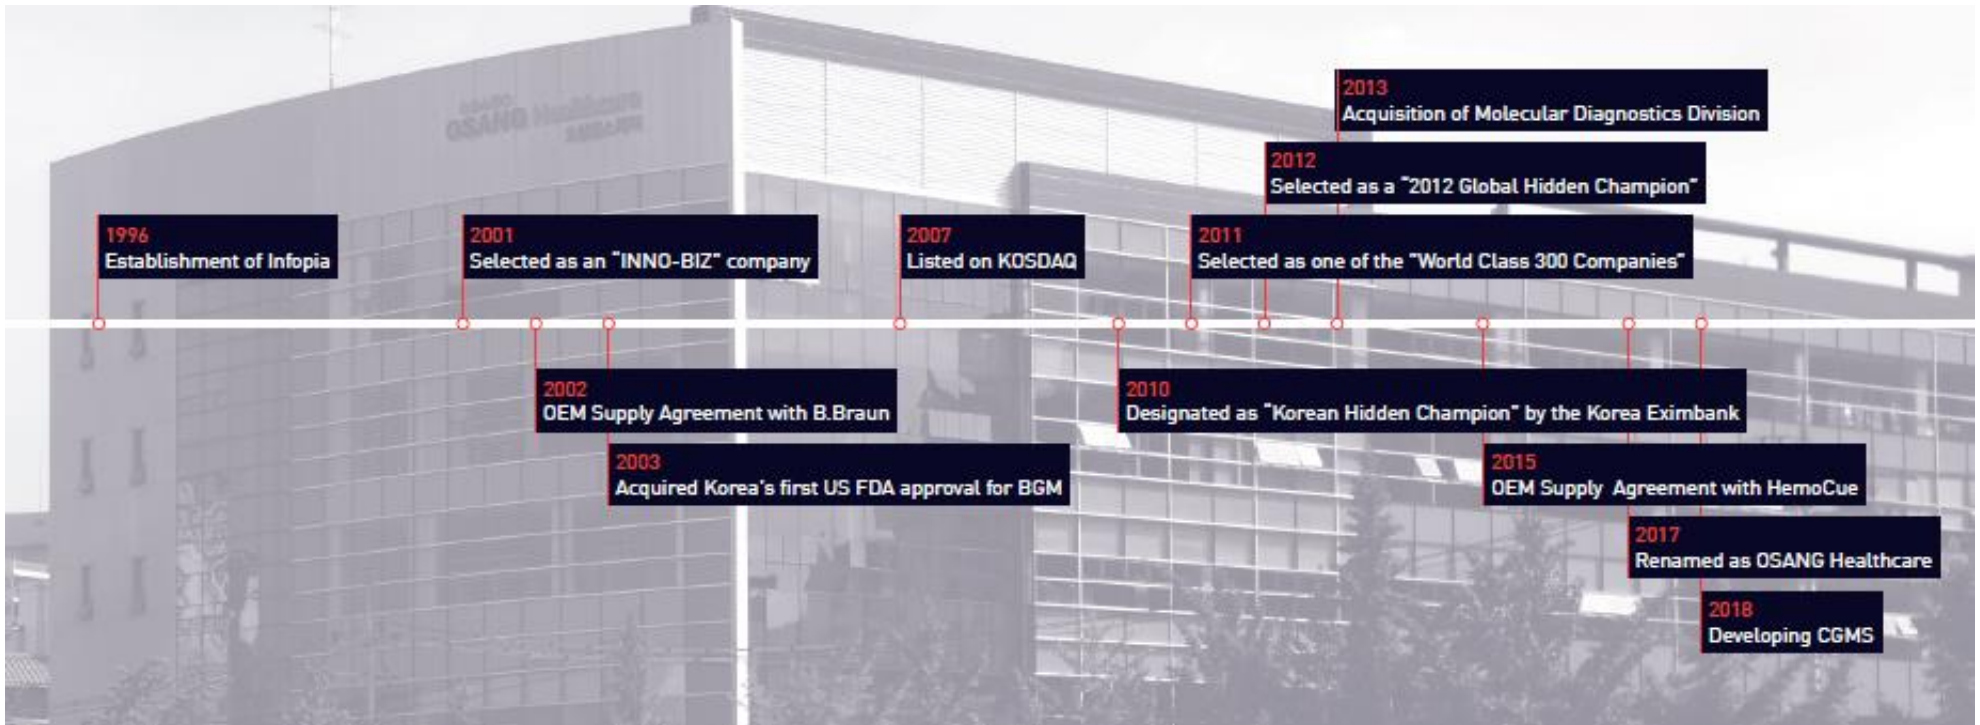 OSANG Healthcare
2013
Acquisition of Molecular Diagnostics Division
2012
Selected as a "2012 Global Hidden Champion"
1996
Establishment of Infopia
2001
Selected as an "INNO-BIZ" company
2007
Listed on KOSDAQ
2011
Selected as one of the "World Class 300 Companies"
2002
OEM Supply Agreement with B.Braun
2010
Designated as "Korean Hidden Champion" by the Korea Eximbank
2003
Acquired Korea's first US FDA approval for BGM
2015
OEM Supply Agreement with HemoCue
2017
Renamed as OSANG Healthcare
2018
Developing CGMS